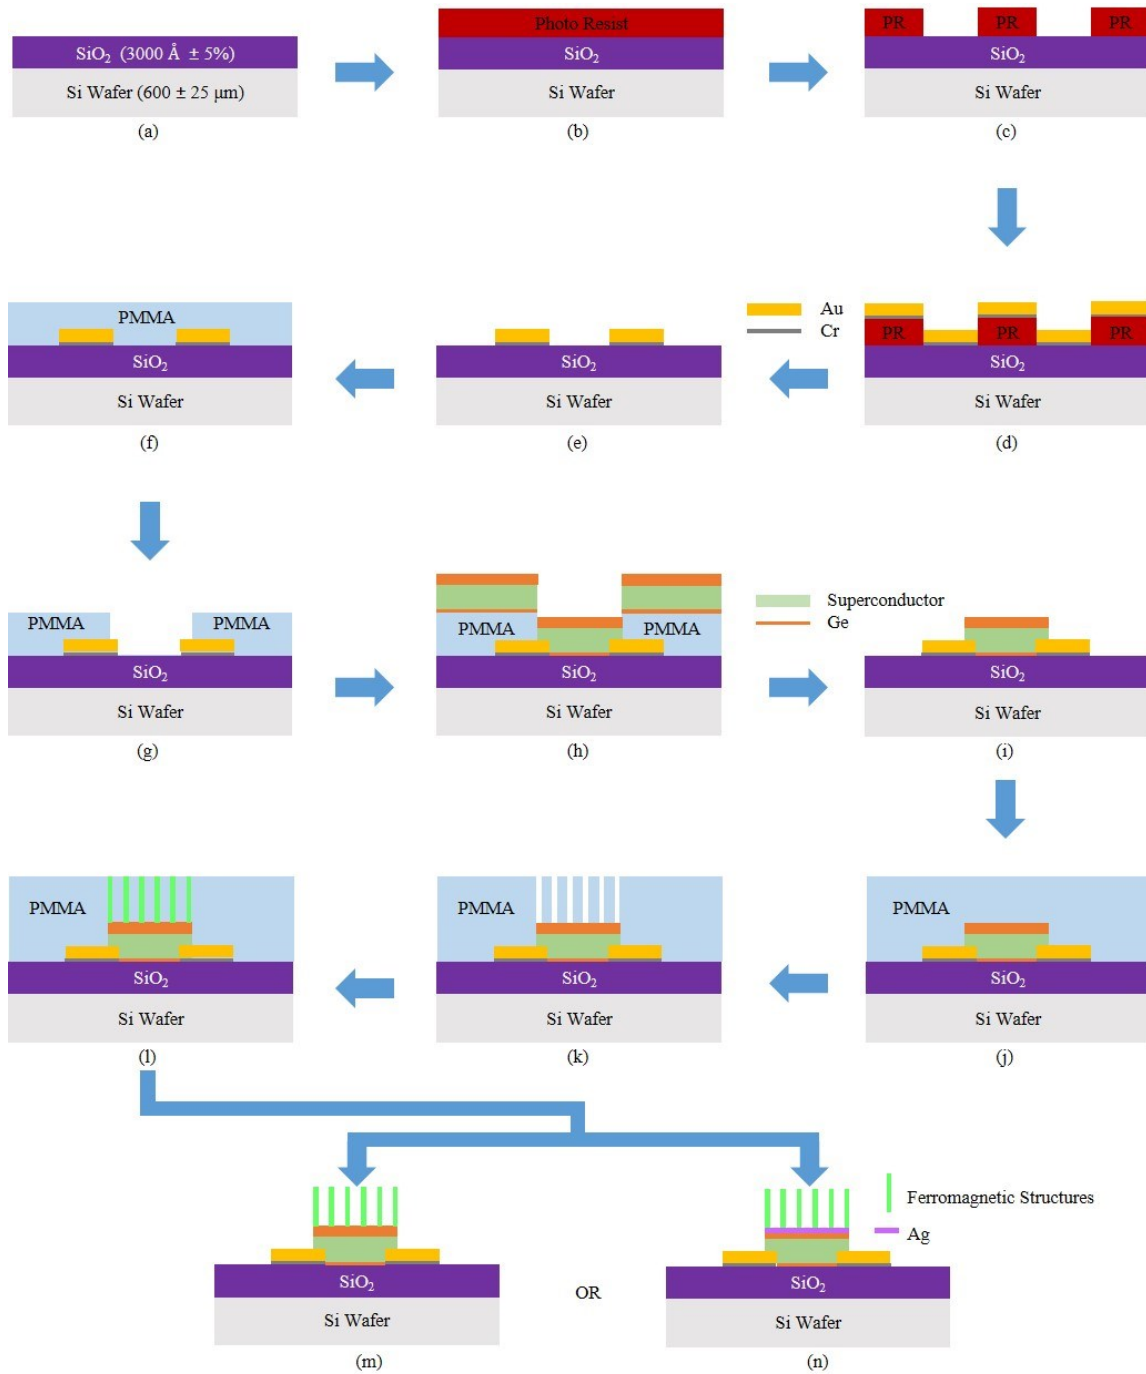 Photo Resist
SiO₂ (3000 Å ± 5%)
Si Wafer (600 ± 25 µm)
(a)
SiO₂
Si Wafer
(b)
PR PR PR
SiO₂
Si Wafer
(c)
PMMA
SiO₂
Si Wafer
(f)
SiO₂
Si Wafer
(e)
Au
Cr
PR PR PR
SiO₂
Si Wafer
(d)
PMMA PMMA
SiO₂
Si Wafer
(g)
PMMA PMMA
SiO₂
Si Wafer
(h)
Superconductor
Ge
SiO₂
Si Wafer
(i)
PMMA
SiO₂
Si Wafer
(l)
PMMA
SiO₂
Si Wafer
(k)
PMMA
SiO₂
Si Wafer
(j)
SiO₂
Si Wafer
(m)
OR
Ferromagnetic Structures
Ag
SiO₂
Si Wafer
(n)